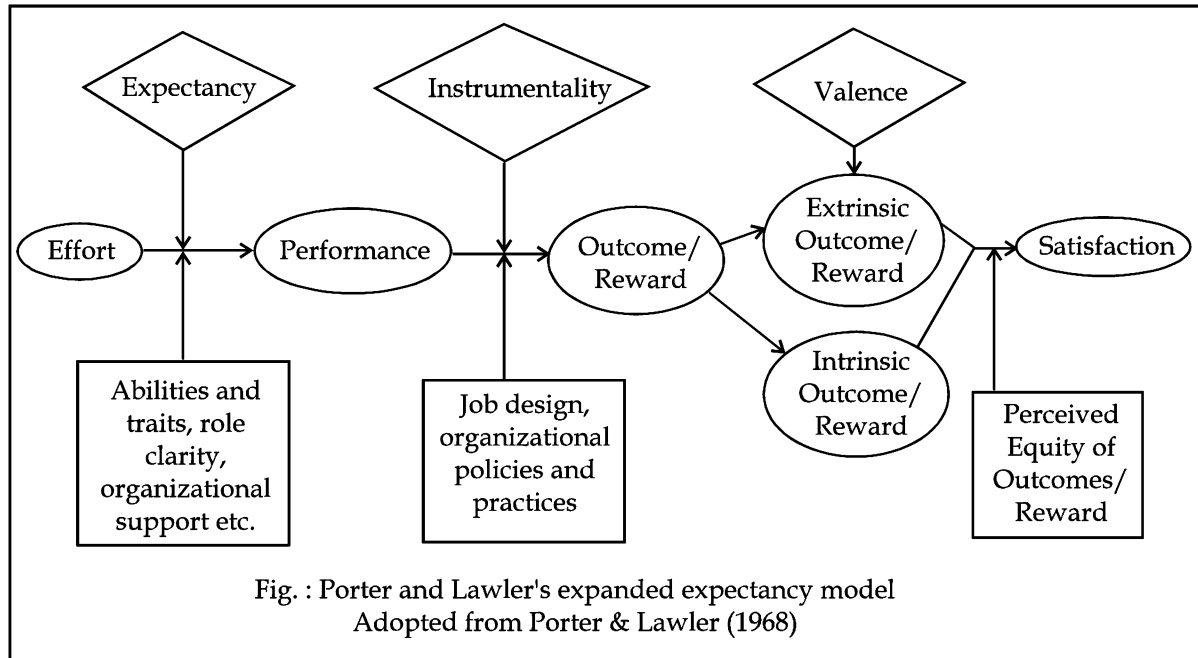 Expectancy
Instrumentality
Valence
Effort
Performance
Outcome/
Reward
Extrinsic
Outcome/
Reward
Intrinsic
Outcome/
Reward
Satisfaction
Abilities and
traits, role
clarity,
organizational
support etc.
Job design,
organizational
policies and
practices
Perceived
Equity of
Outcomes/
Reward
Fig. : Porter and Lawler's expanded expectancy model
Adopted from Porter & Lawler (1968)